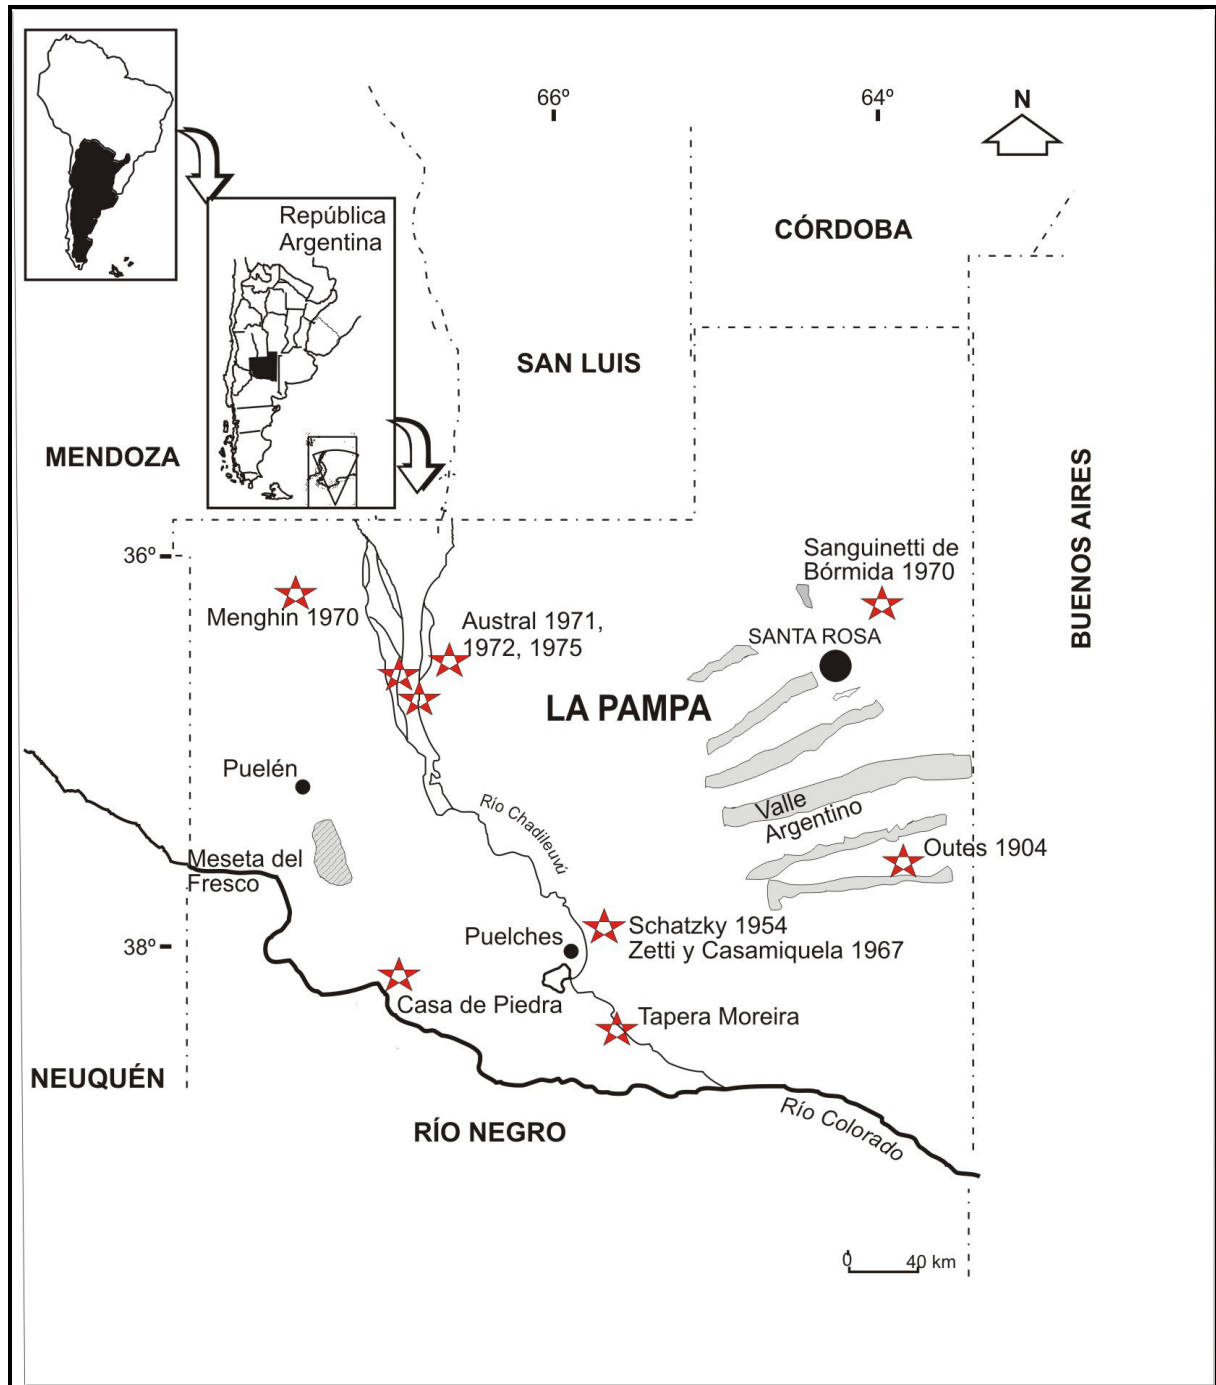 66º
64º
N
República
Argentina
CÓRDOBA
SAN LUIS
MENDOZA
BUENOS AIRES
36º
Sanguinetti de
Bórmida 1970
Menghin 1970
Austral 1971,
1972, 1975
SANTA ROSA
LA PAMPA
Puelén
Río Chadileuvú
Valle
Argentino
Meseta del
Fresco
Outes 1904
38º
Puelches
Schatzky 1954
Zetti y Casamiquela 1967
Casa de Piedra
Tapera Moreira
NEUQUÉN
RÍO NEGRO
Río Colorado
0
40 km